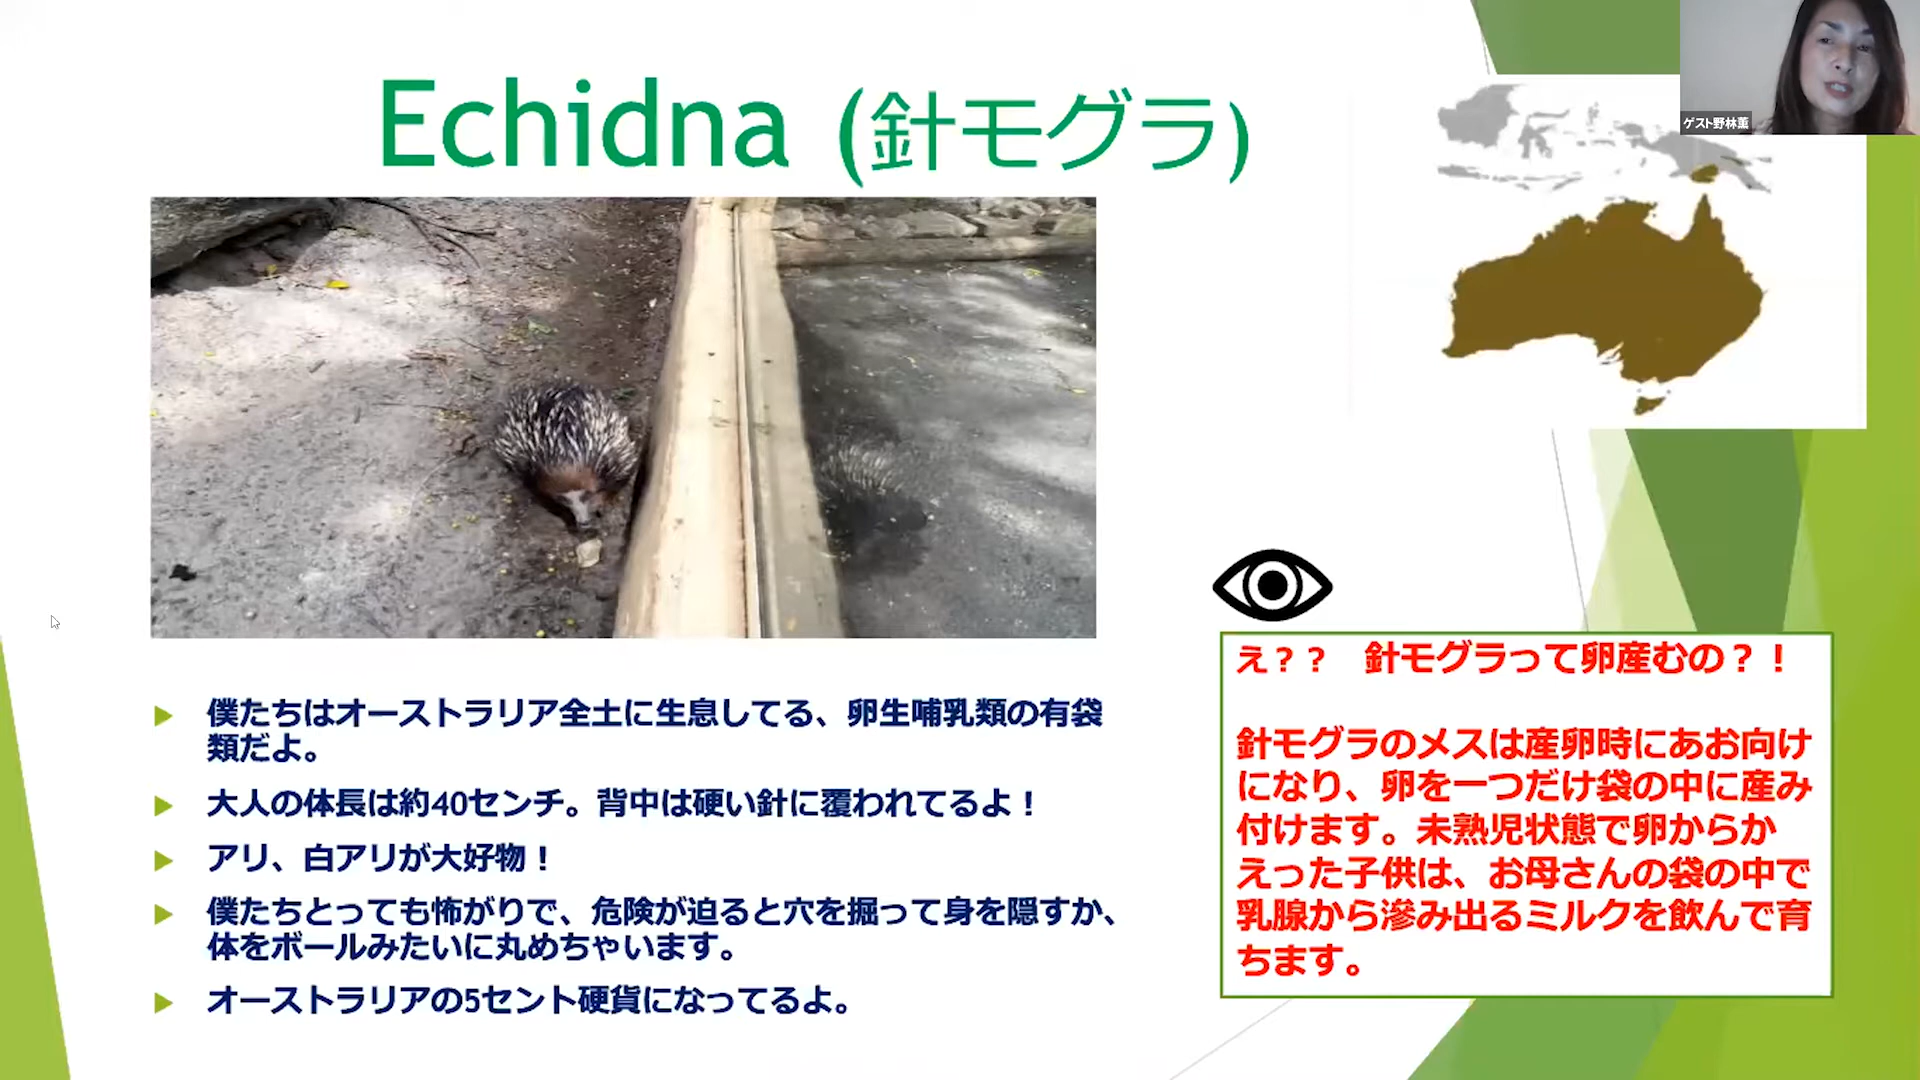 Echidna (針モグラ)
ゲスト野林薫
僕たちはオーストラリア全土に生息してる、卵生哺乳類の有袋
類だよ。
大人の体長は約40センチ。背中は硬い針に覆われてるよ！
アリ、白アリが大好物！
僕たちとっても怖がりで、危険が迫ると穴を掘って身を隠すか、
体をボールみたいに丸めちゃいます。
オーストラリアの5セント硬貨になってるよ。
え？？　針モグラって卵産むの？！
針モグラのメスは産卵時にあお向け
になり、卵を一つだけ袋の中に産み
付けます。未熟児状態で卵からか
えった子供は、お母さんの袋の中で
乳腺から滲み出るミルクを飲んで育
ちます。